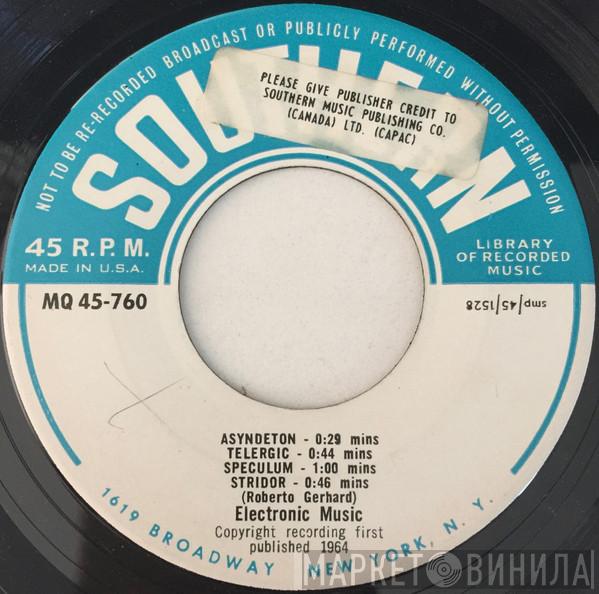 NOT TO BE RE-RECORDED BROADCAST OR PUBLICLY PERFORMED WITHOUT PERMISSION
SOUTHERN
PLEASE GIVE PUBLISHER CREDIT TO
SOUTHERN MUSIC PUBLISHING CO.
(CANADA) LTD. (CAPAC)
45 R.P.M.
MADE IN U.S.A.
LIBRARY
OF RECORDED
MUSIC
MQ 45-760
smp/45/1528
ASYNDETON - 0:29 mins
TELERGIC - 0:44 mins
SPECULUM - 1:00 mins
STRIDOR - 0:46 mins
(Roberto Gerhard)
Electronic Music
Copyright recording first
published 1964
1619 BROADWAY NEW YORK, N. Y.
МАРКЕТ ВИНИЛА